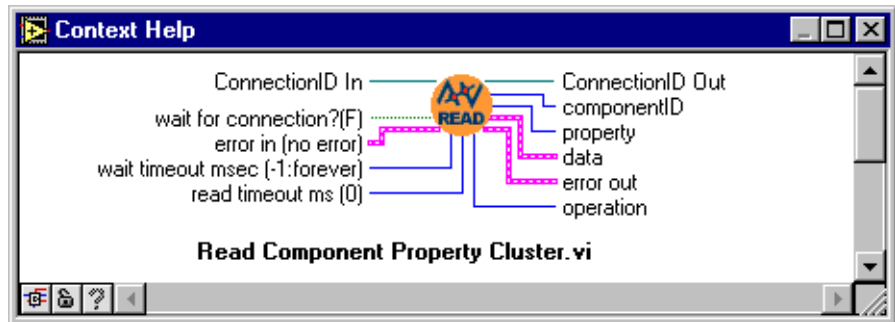 Context Help
ConnectionID In
wait for connection?(F)
error in (no error)
wait timeout msec (-1:forever)
read timeout ms (0)
READ
ConnectionID Out
componentID
property
data
error out
operation
Read Component Property Cluster.vi
?